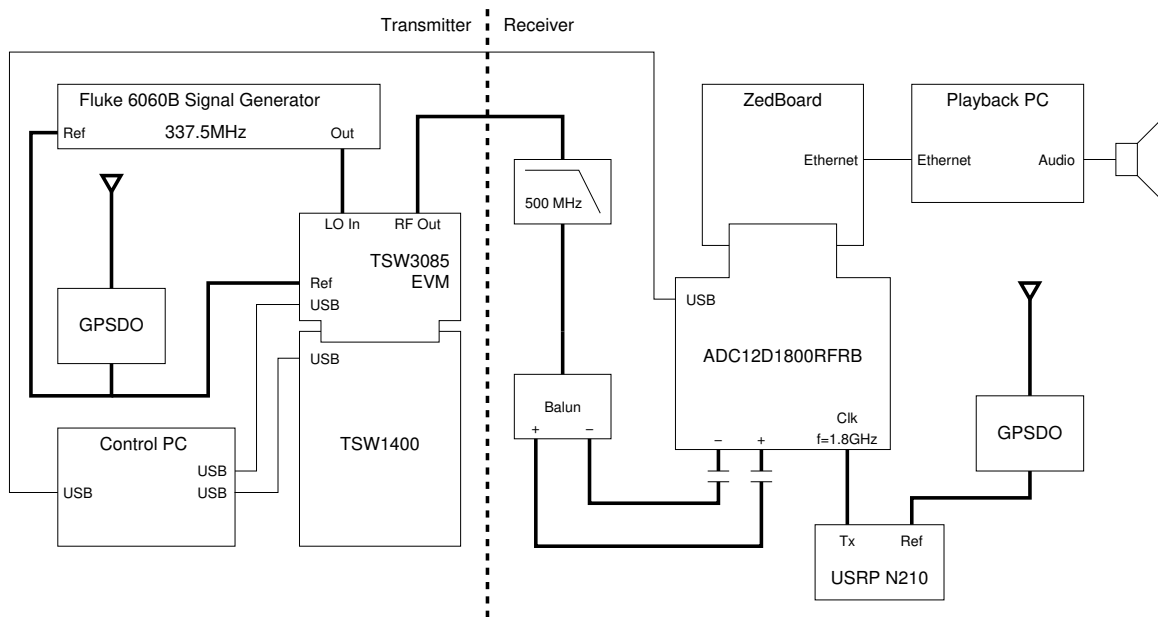 Transmitter
Receiver
Fluke 6060B Signal Generator
Ref
337.5MHz
Out
LO In
RF Out
TSW3085
EVM
Ref
USB
GPSDO
USB
TSW1400
Control PC
USB
USB
USB
500 MHz
Balun
+
−
ZedBoard
Ethernet
Playback PC
Ethernet
Audio
USB
ADC12D1800RFRB
Clk
f=1.8GHz
−
+
GPSDO
Tx
Ref
USRP N210